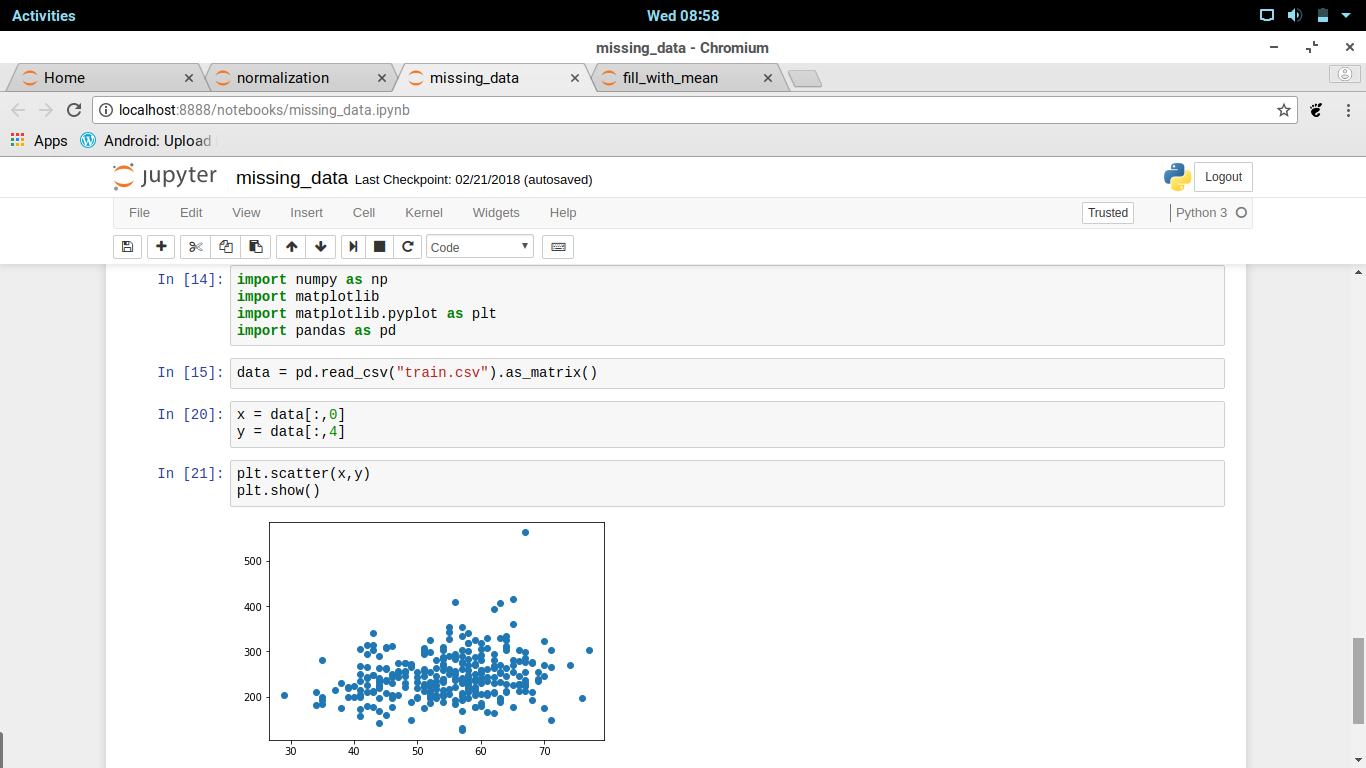 Activities
Wed 08:58
missing_data - Chromium
Home
normalization
missing_data
fill_with_mean
localhost:8888/notebooks/missing_data.ipynb
Apps
Android: Upload
jupyter
missing_data
Last Checkpoint: 02/21/2018 (autosaved)
Logout
File Edit View Insert Cell Kernel Widgets Help
Trusted
Python 3
Code
In [14]:
import numpy as np
import matplotlib
import matplotlib.pyplot as plt
import pandas as pd
In [15]:
data = pd.read_csv("train.csv").as_matrix()
In [20]:
x = data[:,0]
y = data[:,4]
In [21]:
plt.scatter(x,y)
plt.show()
500
400
300
200
30 40 50 60 70